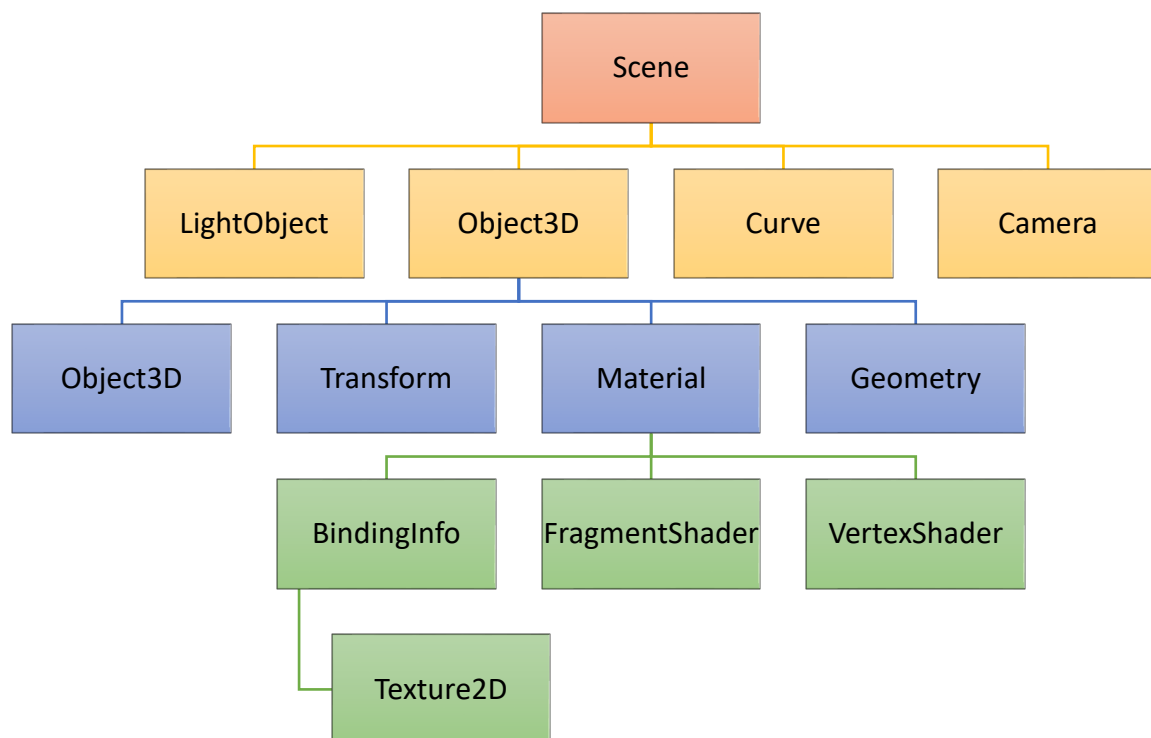 Scene
LightObject
Object3D
Curve
Camera
Object3D
Transform
Material
Geometry
BindingInfo
FragmentShader
VertexShader
Texture2D